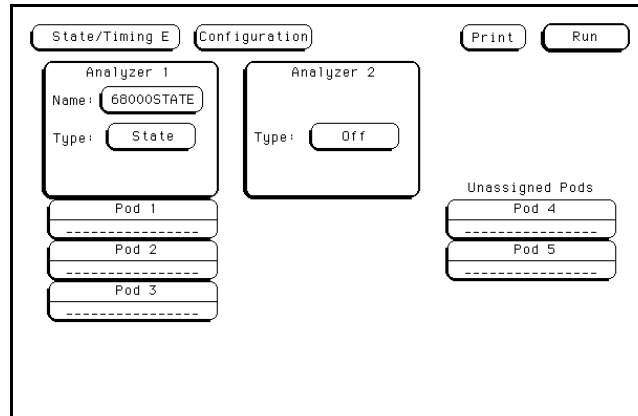 State/Timing E Configuration Print Run
Analyzer 1
Name: 68000STATE
Type: State
Analyzer 2
Type: Off
Unassigned Pods
Pod 1
Pod 2
Pod 3
Pod 4
Pod 5